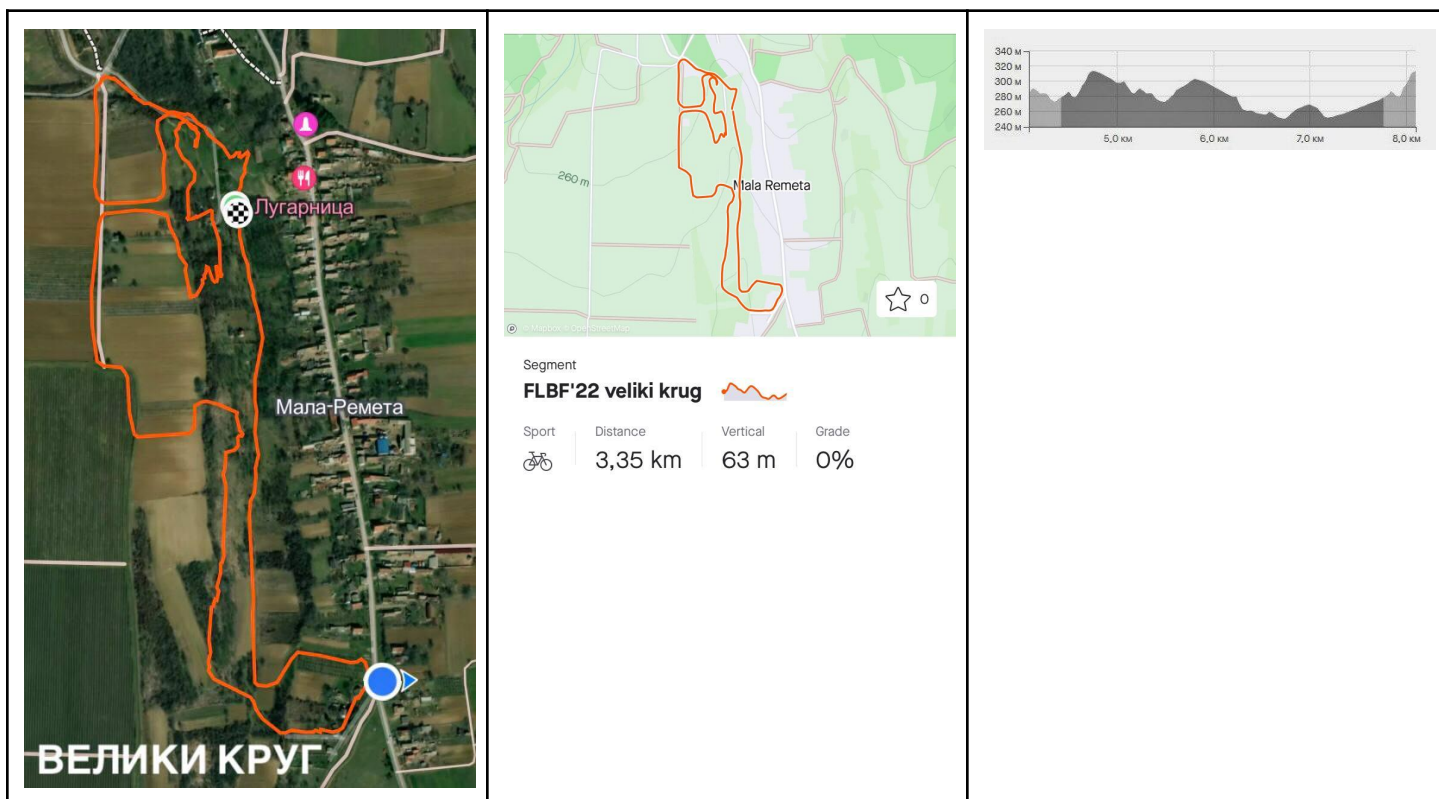 Лугарница
Мала-Ремета
ВЕЛИКИ КРУГ
260 m
Mala Remeta
0
© Mapbox © OpenStreetMap
Segment
FLBF'22 veliki krug
Sport
Distance
Vertical
Grade
3,35 km
63 m
0%
340 м
320 м
300 м
280 м
260 м
240 м
5,0 км
6,0 км
7,0 км
8,0 км